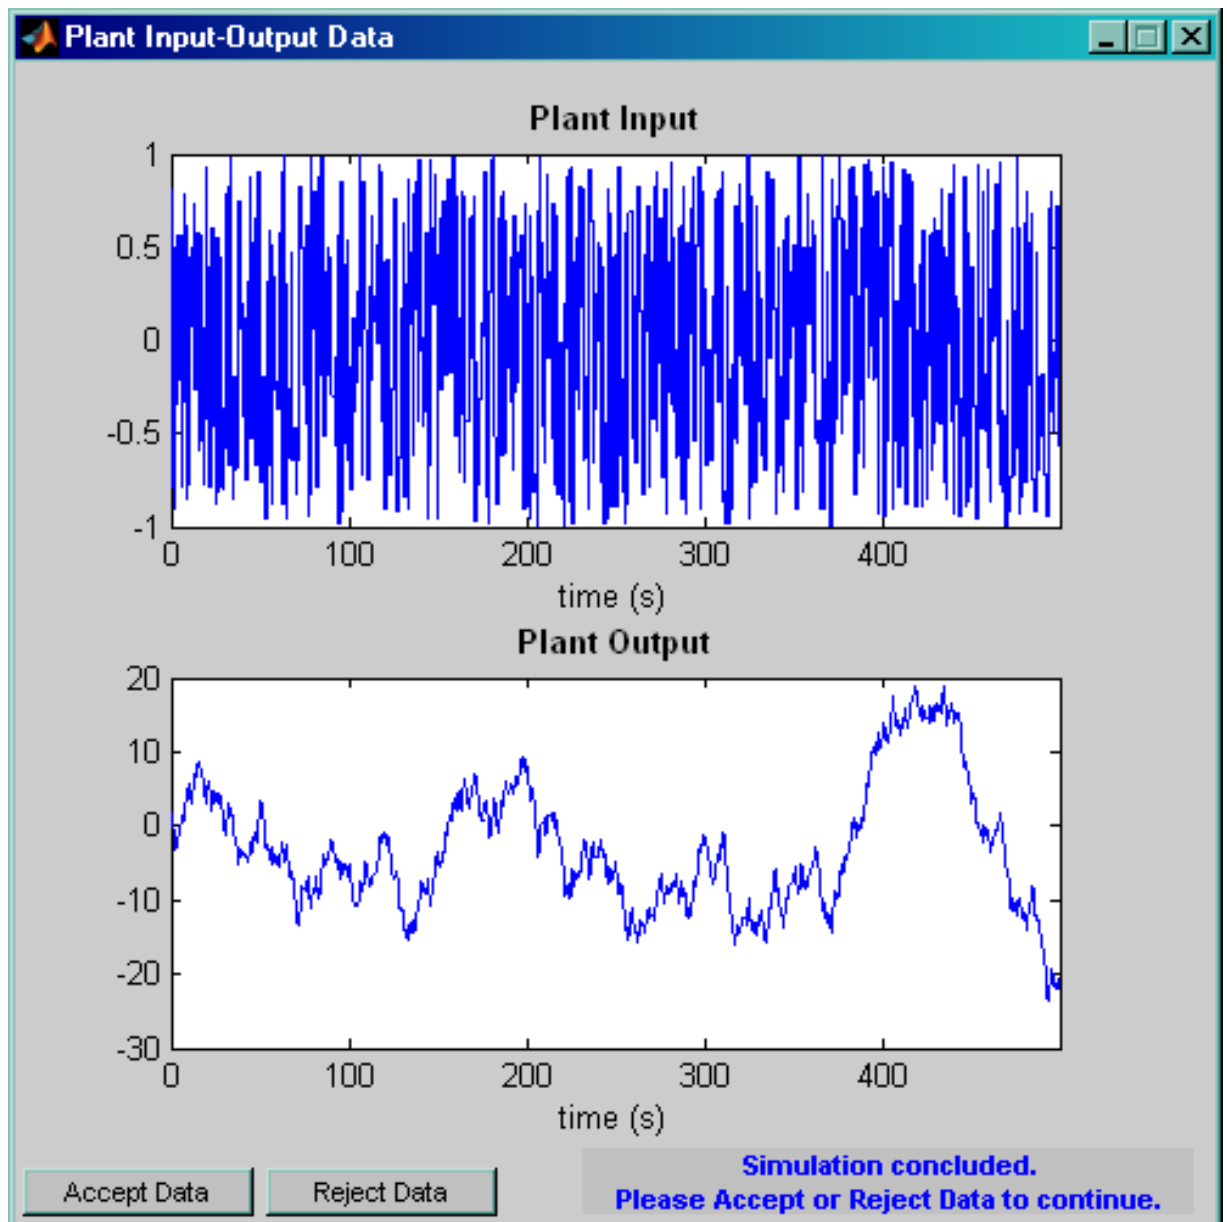 Plant Input-Output Data
Plant Input
1
0.5
0
-0.5
-1
0 100 200 300 400
time (s)
Plant Output
20
10
0
-10
-20
-30
0 100 200 300 400
time (s)
Accept Data Reject Data
Simulation concluded.
Please Accept or Reject Data to continue.